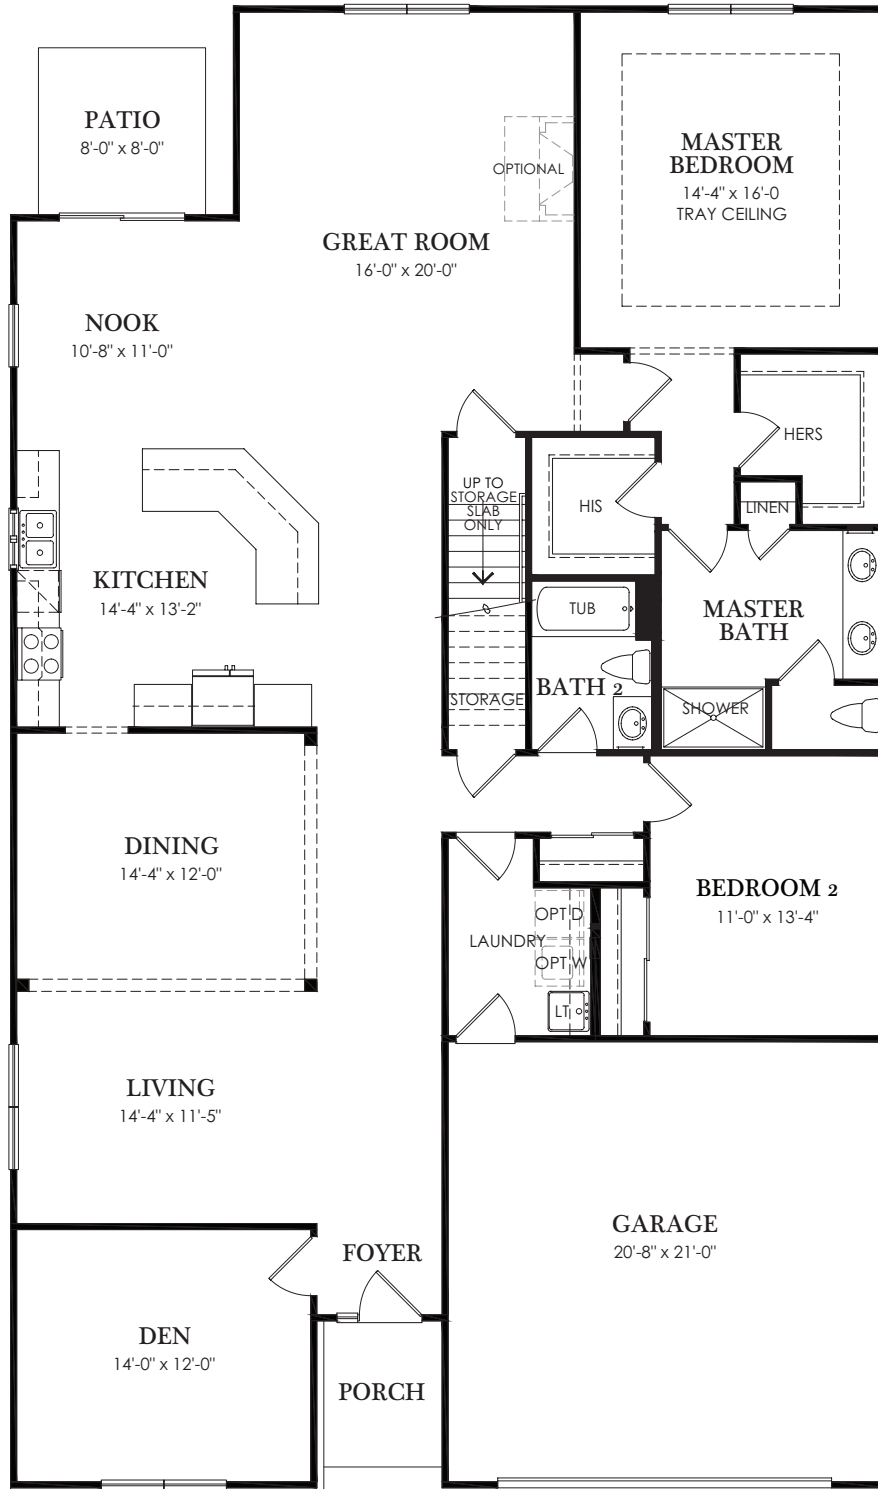 PATIO
8'-0" x 8'-0"
MASTER
BEDROOM
14'-4" x 16'-0
TRAY CEILING
OPTIONAL
GREAT ROOM
16'-0" x 20'-0"
NOOK
10'-8" x 11'-0"
HERS
UP TO
STORAGE
SLAB
ONLY
HIS
LINEN
KITCHEN
14'-4" x 13'-2"
TUB
MASTER
BATH
BATH 2
STORAGE
SHOWER
DINING
14'-4" x 12'-0"
BEDROOM 2
11'-0" x 13'-4"
OPT D
LAUNDRY
OPT W
LT
LIVING
14'-4" x 11'-5"
GARAGE
20'-8" x 21'-0"
FOYER
DEN
14'-0" x 12'-0"
PORCH